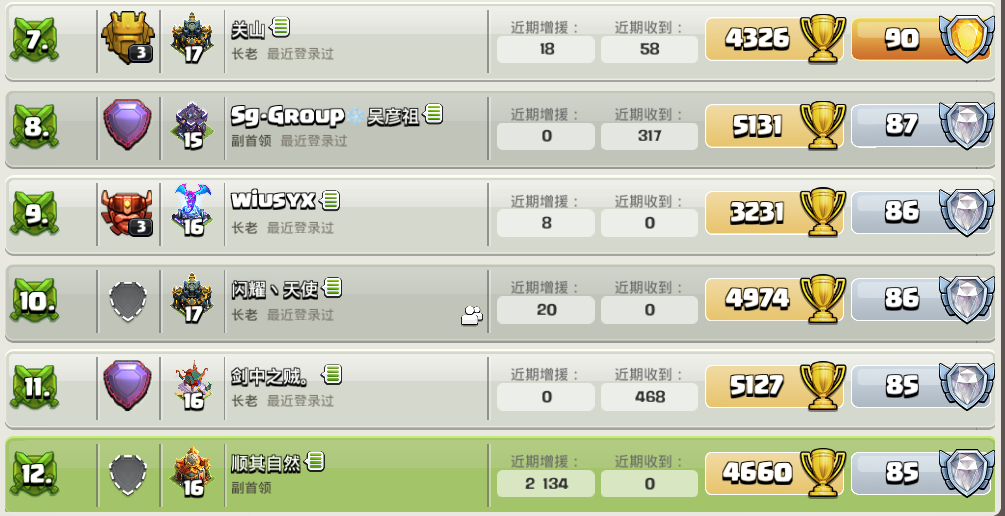 7.
3
17
关山
长老 最近登录过
近期增援： 近期收到：
18 58
4326 90
8.
15
Sg-Group❄️吴彦祖
副首领 最近登录过
近期增援： 近期收到：
0 317
5131 87
9.
3
16
WiUSYX
长老 最近登录过
近期增援： 近期收到：
8 0
3231 86
10.
17
闪耀丶天使
长老 最近登录过
近期增援： 近期收到：
20 0
4974 86
11.
16
剑中之贼。
长老 最近登录过
近期增援： 近期收到：
0 468
5127 85
12.
16
顺其自然
副首领
近期增援： 近期收到：
2 134 0
4660 85